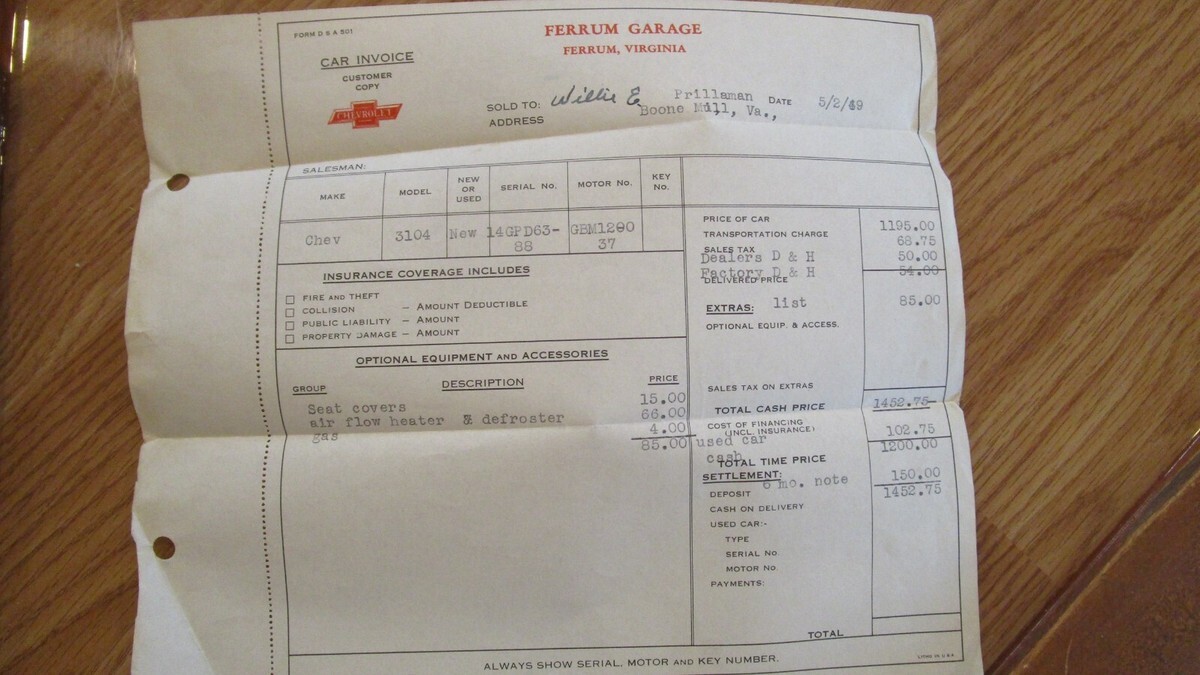 FORM D S A 501
FERRUM GARAGE
FERRUM, VIRGINIA
CAR INVOICE
CUSTOMER
COPY
CHEVROLET
SOLD TO: Willie E Prillaman DATE 5/2/49
ADDRESS Boone Mill, Va.,
SALESMAN:
MAKE MODEL NEW OR USED SERIAL No. MOTOR No. KEY No.
Chev 3104 New 14GPD63-88 GBM129037
INSURANCE COVERAGE INCLUDES
FIRE AND THEFT
COLLISION – AMOUNT DEDUCTIBLE
PUBLIC LIABILITY – AMOUNT
PROPERTY DAMAGE – AMOUNT
OPTIONAL EQUIPMENT AND ACCESSORIES
GROUP DESCRIPTION PRICE
Seat covers 15.00
air flow heater & defroster 66.00
gas 4.00
85.00
PRICE OF CAR 1195.00
TRANSPORTATION CHARGE 68.75
SALES TAX
Dealers D & H 50.00
Factory D & H 54.00
DELIVERED PRICE
EXTRAS: list 85.00
OPTIONAL EQUIP. & ACCESS.
SALES TAX ON EXTRAS
TOTAL CASH PRICE 1452.75
COST OF FINANCING
(INCL. INSURANCE)
used car 102.75
cash 1200.00
TOTAL TIME PRICE
SETTLEMENT:
6 mo. note 150.00
DEPOSIT 1452.75
CASH ON DELIVERY
USED CAR:-
TYPE
SERIAL No.
MOTOR No.
PAYMENTS:
TOTAL
ALWAYS SHOW SERIAL, MOTOR AND KEY NUMBER.
LITHO. IN U.S.A.